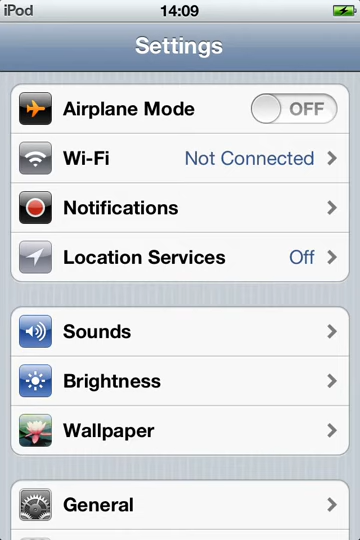 iPod 14:09
Settings
Airplane Mode OFF
Wi-Fi Not Connected
Notifications
Location Services Off
Sounds
Brightness
Wallpaper
General